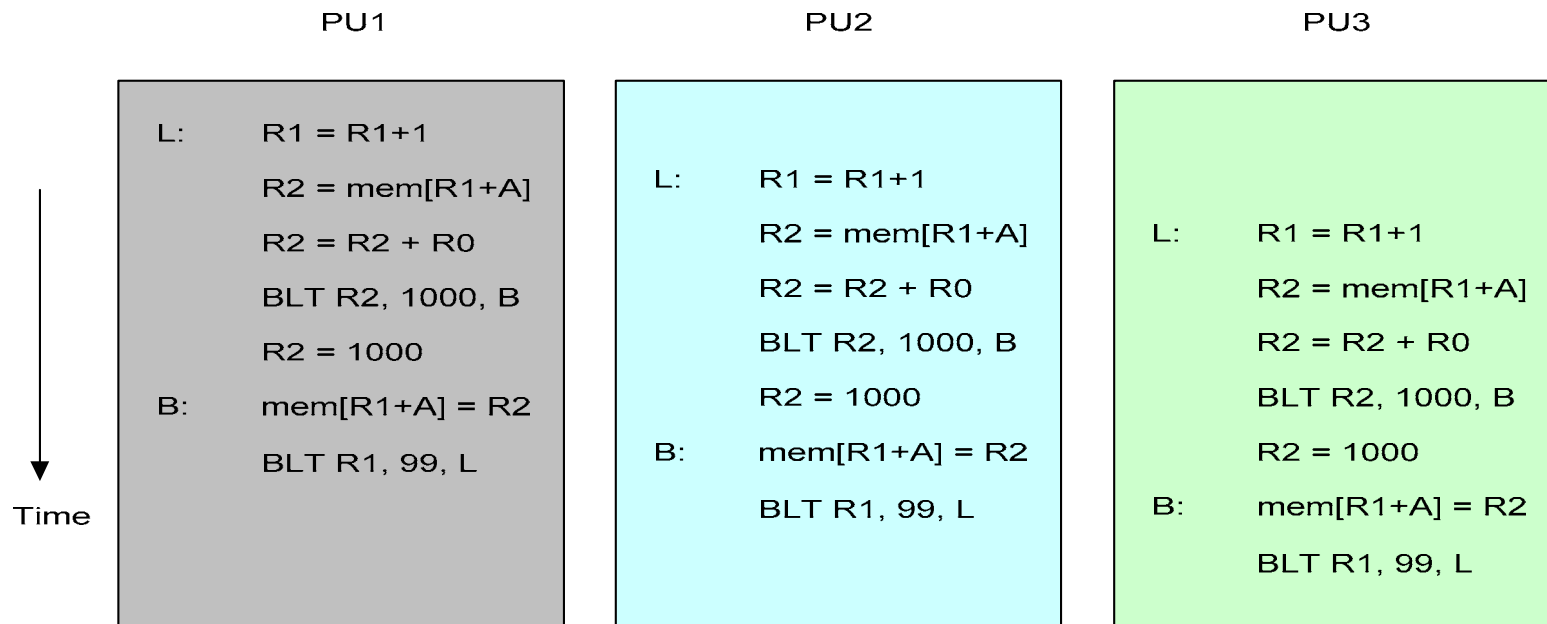 PU1
PU2
PU3
L: R1 = R1+1
R2 = mem[R1+A]
R2 = R2 + R0
BLT R2, 1000, B
R2 = 1000
B: mem[R1+A] = R2
BLT R1, 99, L
L: R1 = R1+1
R2 = mem[R1+A]
R2 = R2 + R0
BLT R2, 1000, B
R2 = 1000
B: mem[R1+A] = R2
BLT R1, 99, L
L: R1 = R1+1
R2 = mem[R1+A]
R2 = R2 + R0
BLT R2, 1000, B
R2 = 1000
B: mem[R1+A] = R2
BLT R1, 99, L
Time